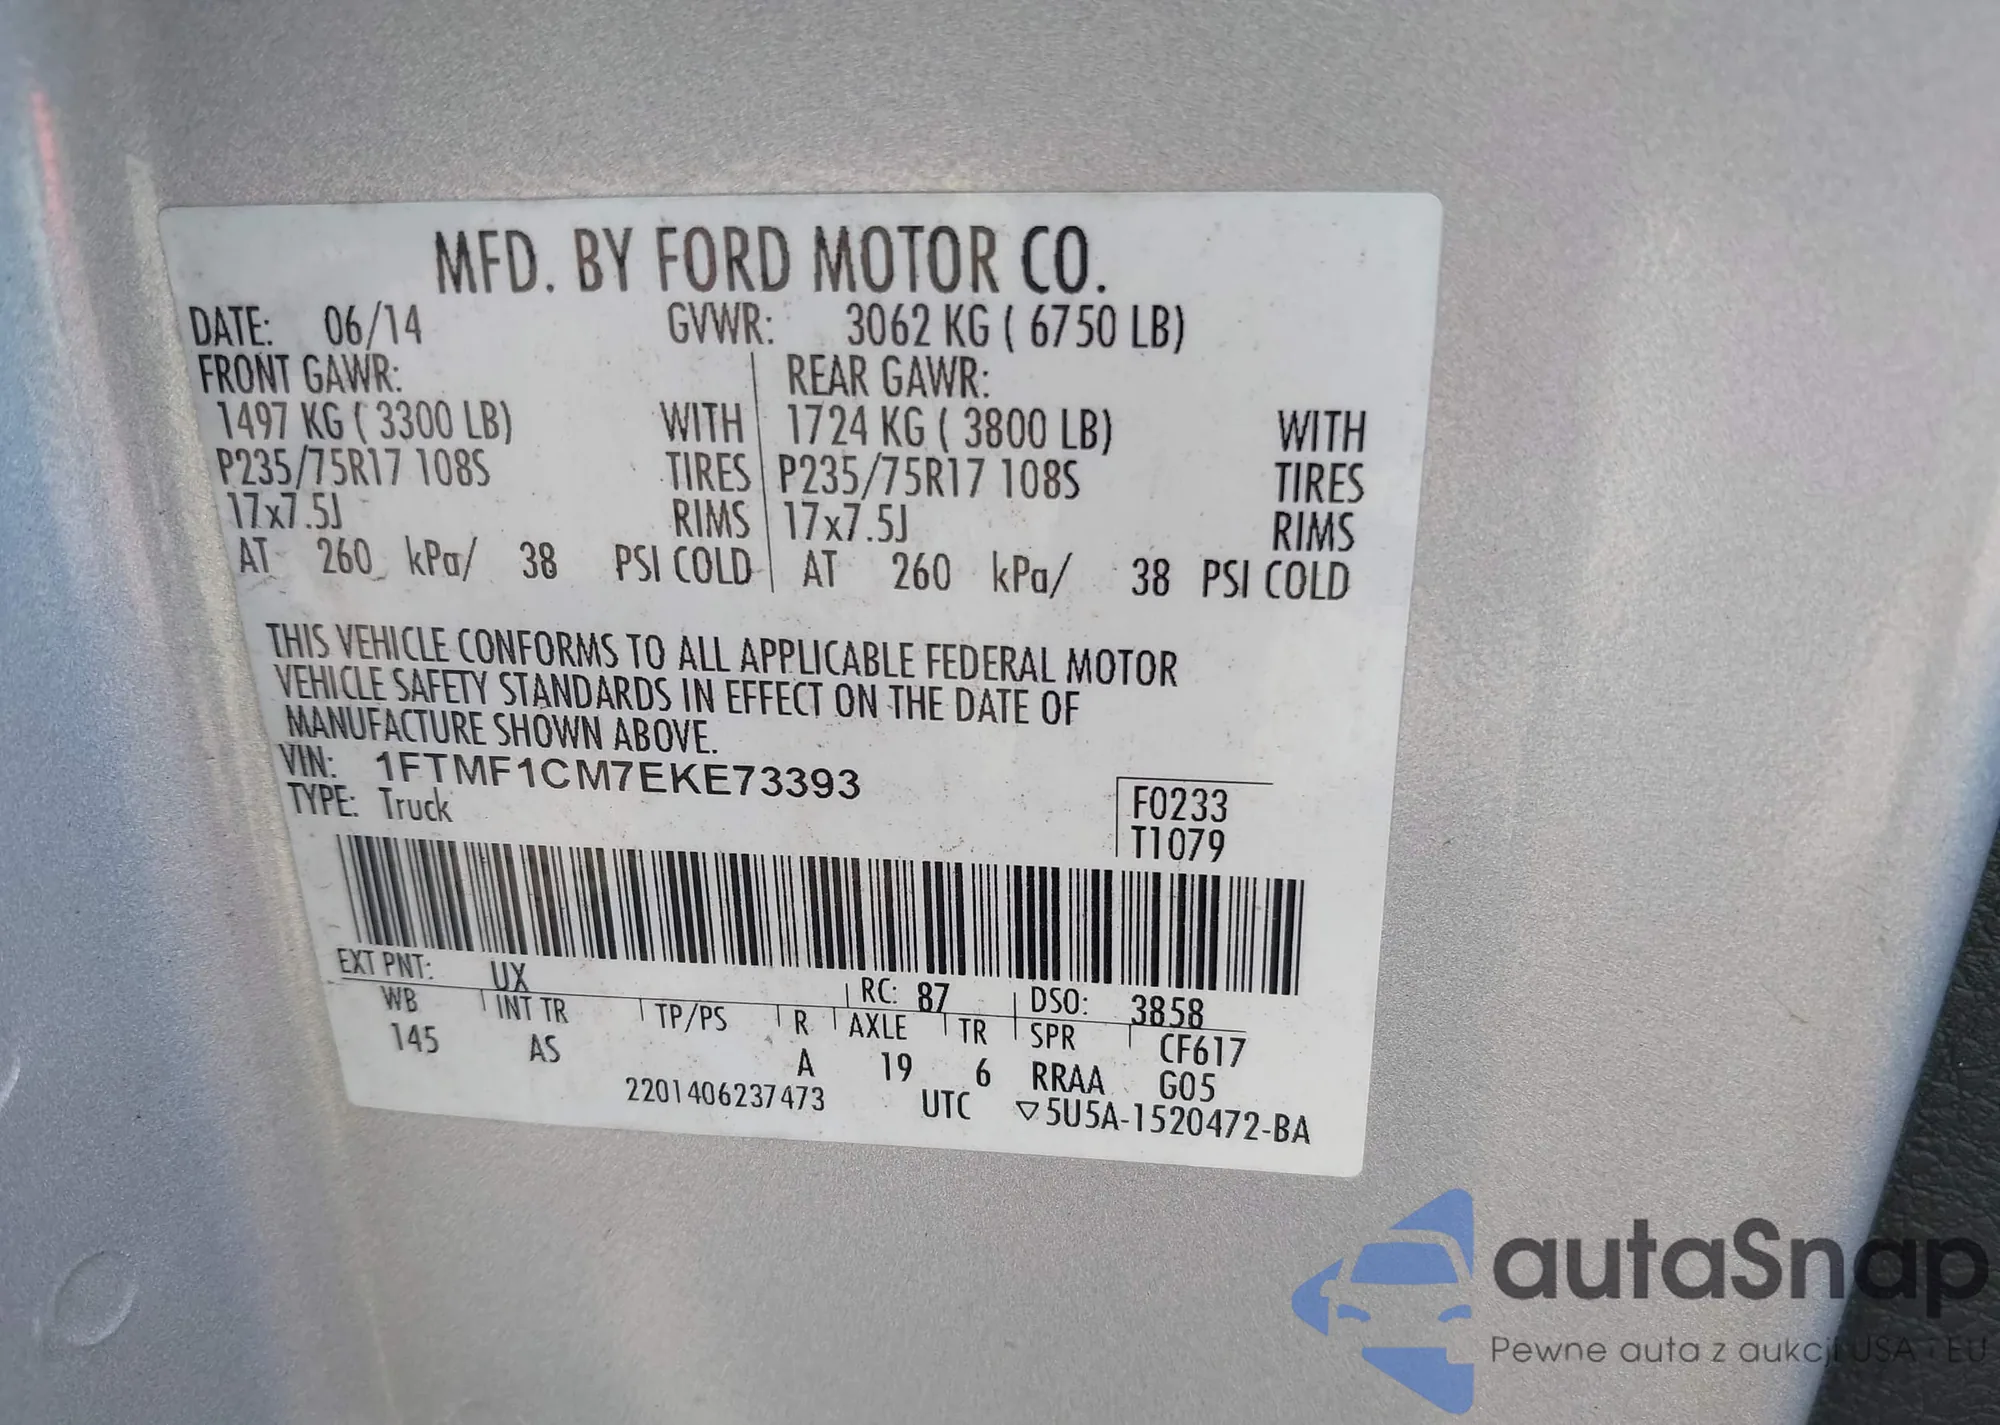 MFD. BY FORD MOTOR CO.
DATE: 06/14 GVWR: 3062 KG ( 6750 LB)
FRONT GAWR: REAR GAWR:
1497 KG ( 3300 LB) WITH 1724 KG ( 3800 LB) WITH
P235/75R17 108S TIRES P235/75R17 108S TIRES
17x7.5J RIMS 17x7.5J RIMS
AT 260 kPa/ 38 PSI COLD AT 260 kPa/ 38 PSI COLD
THIS VEHICLE CONFORMS TO ALL APPLICABLE FEDERAL MOTOR
VEHICLE SAFETY STANDARDS IN EFFECT ON THE DATE OF
MANUFACTURE SHOWN ABOVE.
VIN: 1FTMF1CM7EKE73393
TYPE: Truck
F0233
T1079
EXT PNT: UX RC: 87 DSO: 3858
WB INT TR TP/PS R AXLE TR SPR CF617
145 AS A 19 6 RRAA G05
2201406237473 UTC ▽5U5A-1520472-BA
autaSnap
Pewne auta z aukcji USA i EU